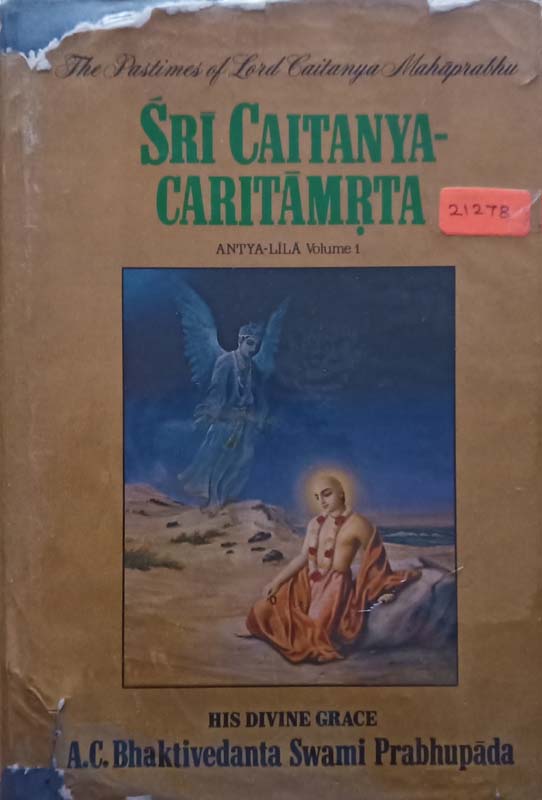 The Pastimes of Lord Caitanya Mahāprabhu
ŚRĪ CAITANYA-
CARITĀMṚTA
21278
ANTYA-LĪLĀ Volume 1
HIS DIVINE GRACE
A.C. Bhaktivedanta Swami Prabhupāda